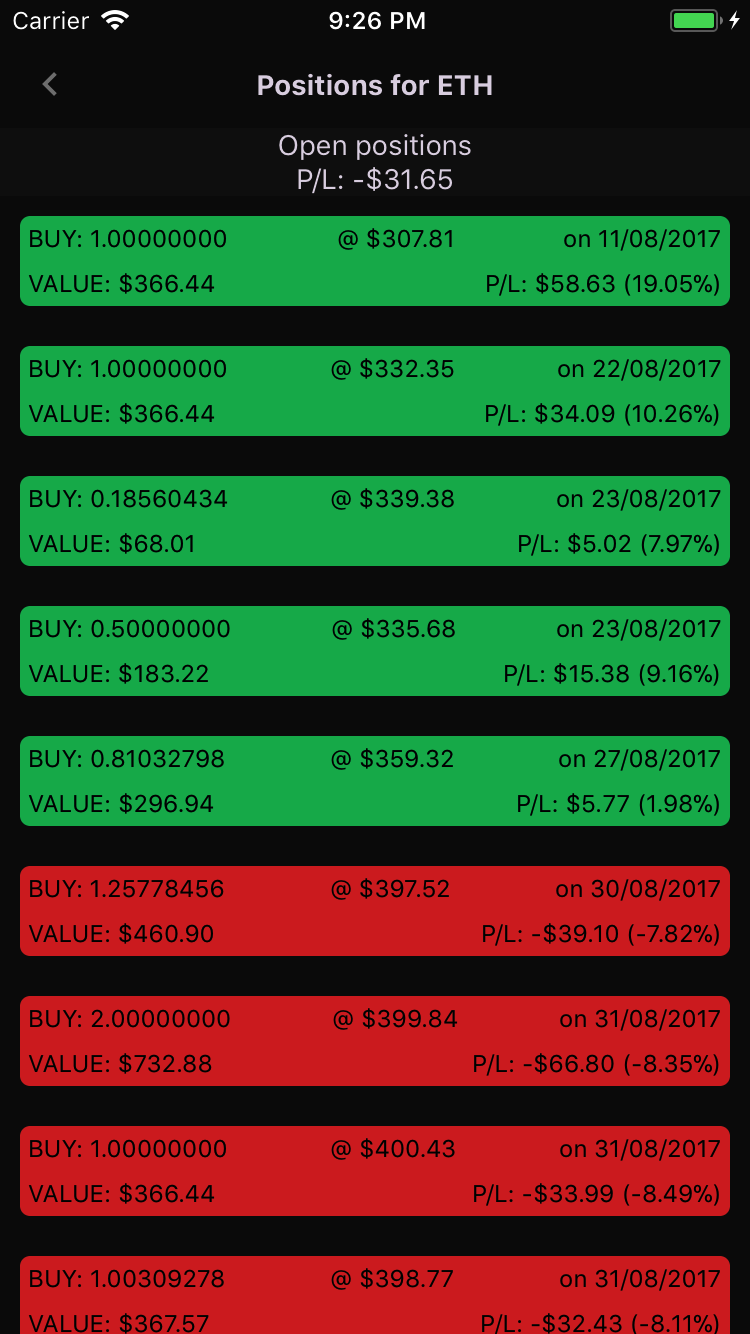 Carrier 9:26 PM
Positions for ETH
Open positions
P/L: -$31.65
BUY: 1.00000000 @ $307.81 on 11/08/2017
VALUE: $366.44 P/L: $58.63 (19.05%)
BUY: 1.00000000 @ $332.35 on 22/08/2017
VALUE: $366.44 P/L: $34.09 (10.26%)
BUY: 0.18560434 @ $339.38 on 23/08/2017
VALUE: $68.01 P/L: $5.02 (7.97%)
BUY: 0.50000000 @ $335.68 on 23/08/2017
VALUE: $183.22 P/L: $15.38 (9.16%)
BUY: 0.81032798 @ $359.32 on 27/08/2017
VALUE: $296.94 P/L: $5.77 (1.98%)
BUY: 1.25778456 @ $397.52 on 30/08/2017
VALUE: $460.90 P/L: -$39.10 (-7.82%)
BUY: 2.00000000 @ $399.84 on 31/08/2017
VALUE: $732.88 P/L: -$66.80 (-8.35%)
BUY: 1.00000000 @ $400.43 on 31/08/2017
VALUE: $366.44 P/L: -$33.99 (-8.49%)
BUY: 1.00309278 @ $398.77 on 31/08/2017
VALUE: $367.57 P/L: -$32.43 (-8.11%)